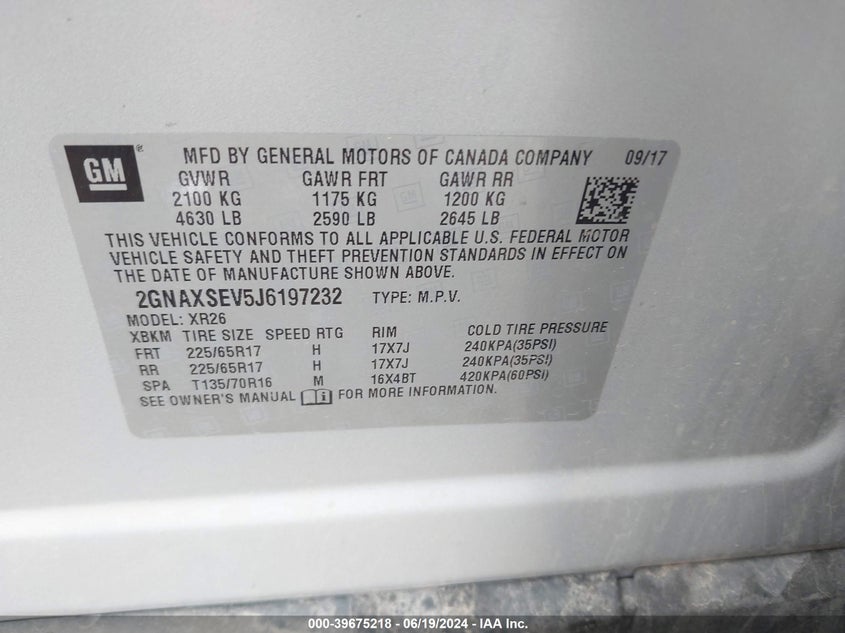 GM ® MFD BY GENERAL MOTORS OF CANADA COMPANY 09/17
GVWR GAWR FRT GAWR RR
2100 KG 1175 KG 1200 KG
4630 LB 2590 LB 2645 LB
THIS VEHICLE CONFORMS TO ALL APPLICABLE U.S. FEDERAL MOTOR
VEHICLE SAFETY AND THEFT PREVENTION STANDARDS IN EFFECT ON
THE DATE OF MANUFACTURE SHOWN ABOVE.
2GNAXSEV5J6197232 TYPE: M.P.V.
MODEL: XR26
XBKM TIRE SIZE SPEED RTG RIM COLD TIRE PRESSURE
FRT 225/65R17 H 17X7J 240KPA(35PSI)
RR 225/65R17 H 17X7J 240KPA(35PSI)
SPA T135/70R16 M 16X4BT 420KPA(60PSI)
SEE OWNER'S MANUAL FOR MORE INFORMATION.
000-39675218 - 06/19/2024 - IAA Inc.